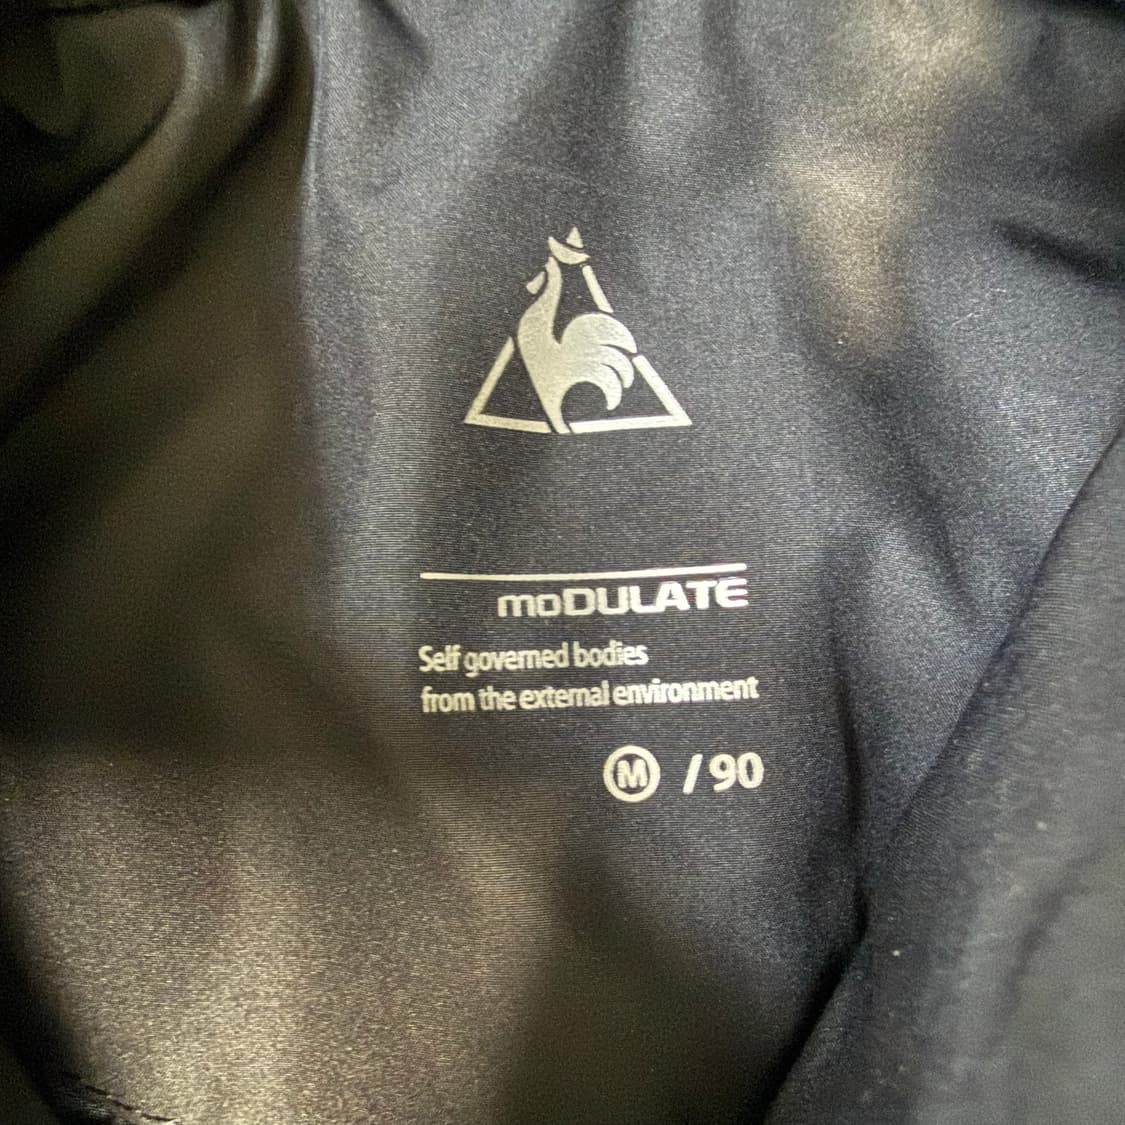 moDULATE
Self governed bodies
from the external environment
M / 90